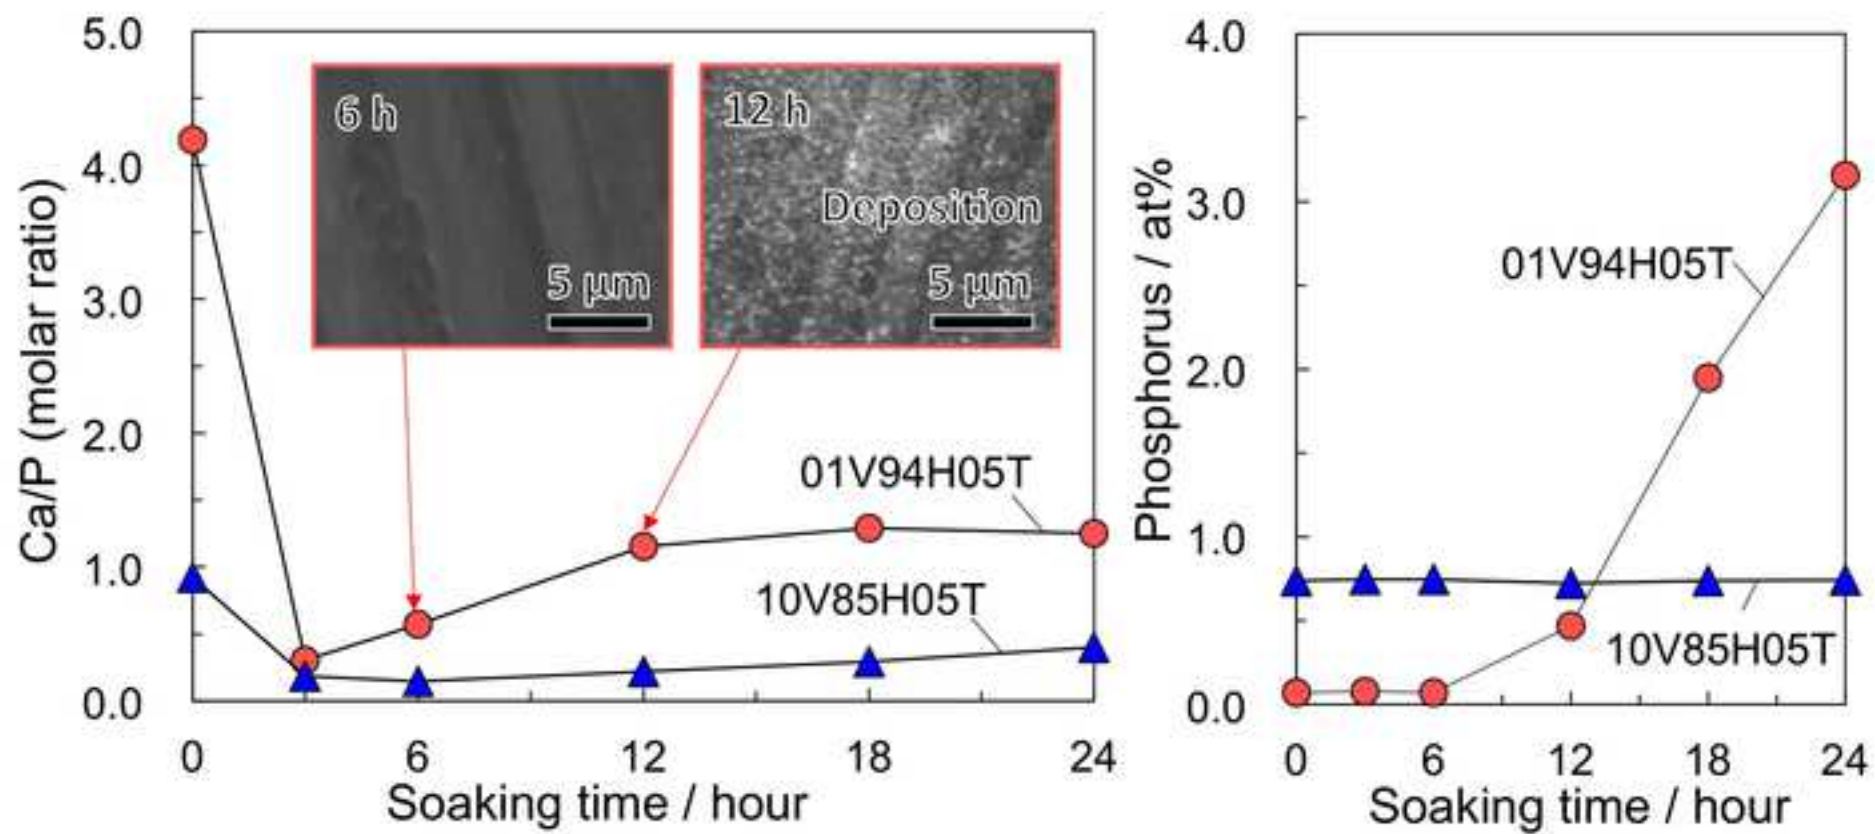 5.0
4.0
3.0
2.0
1.0
0.0
Ca/P (molar ratio)
6 h
5 μm
12 h
Deposition
5 μm
01V94H05T
10V85H05T
0 6 12 18 24
Soaking time / hour
4.0
3.0
2.0
1.0
0.0
Phosphorus / at%
01V94H05T
10V85H05T
0 6 12 18 24
Soaking time / hour